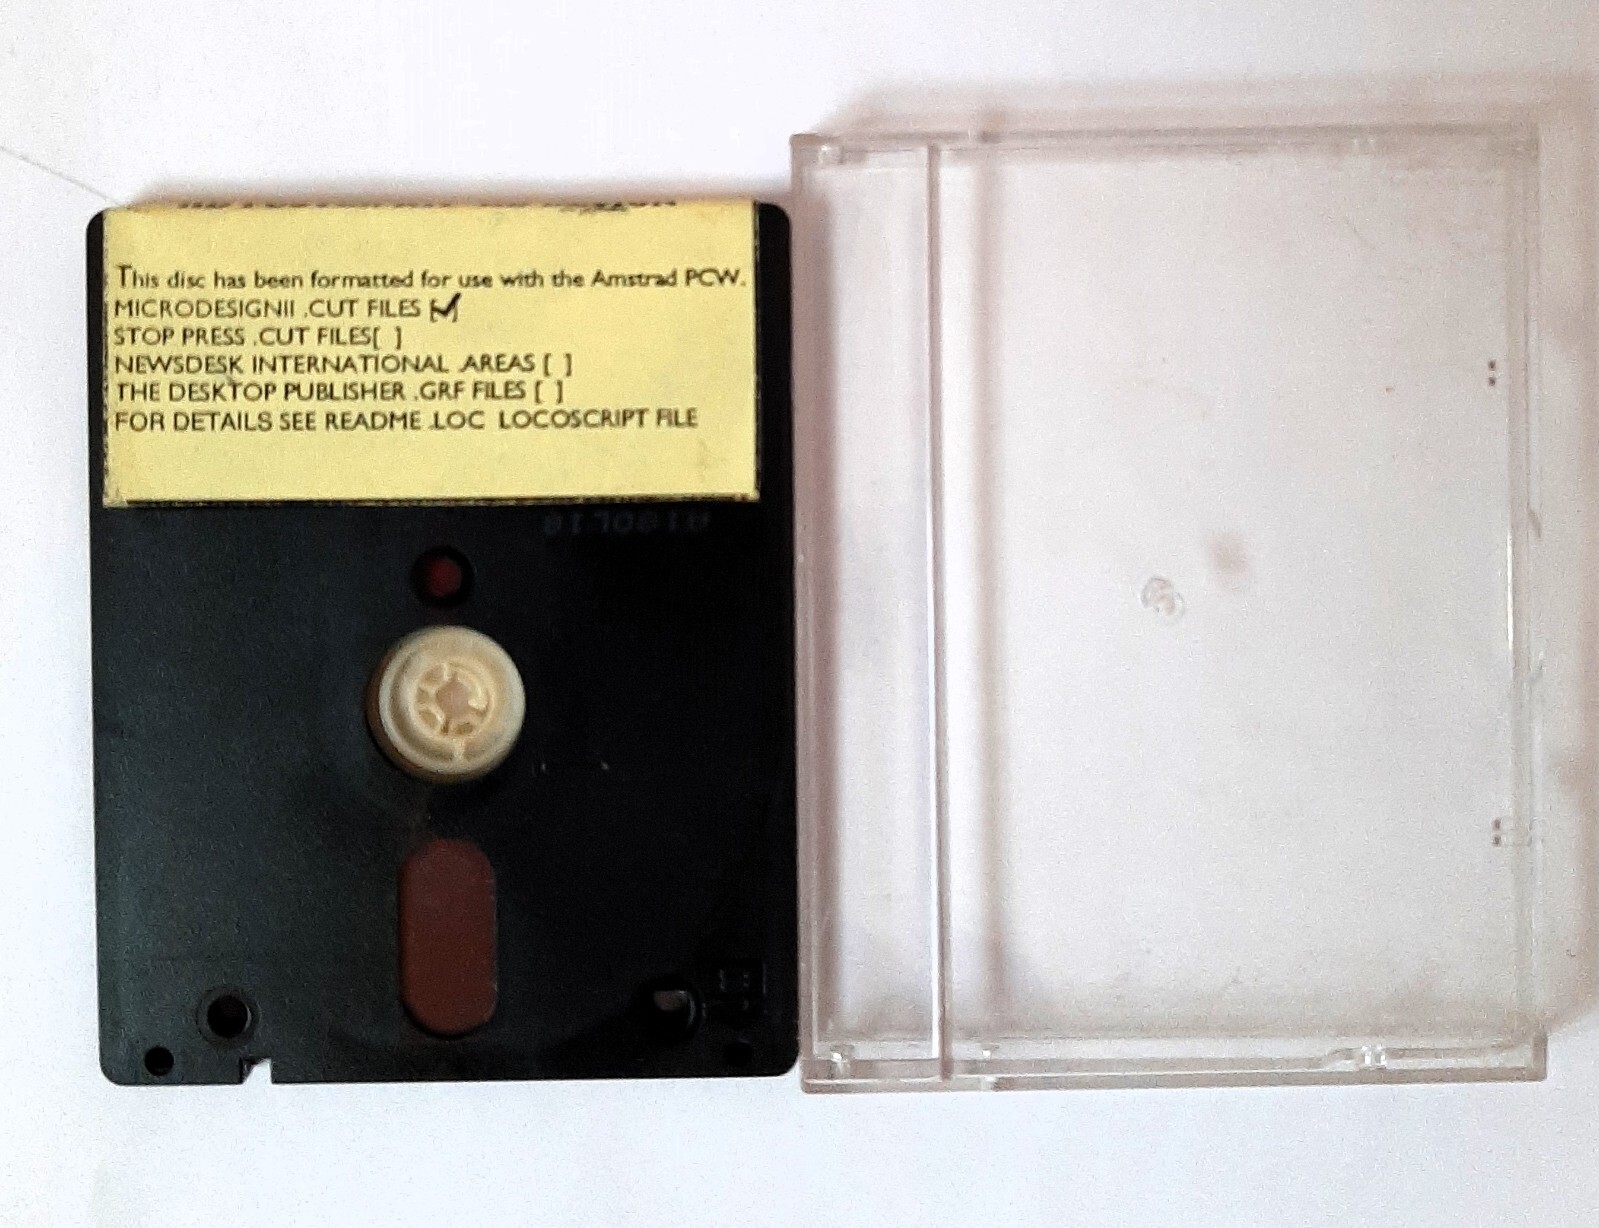 This disc has been formatted for use with the Amstrad PCW.
MICRODESIGNII .CUT FILES [✓]
STOP PRESS .CUT FILES[ ]
NEWSDESK INTERNATIONAL .AREAS [ ]
THE DESKTOP PUBLISHER .GRF FILES [ ]
FOR DETAILS SEE README .LOC LOCOSCRIPT FILE